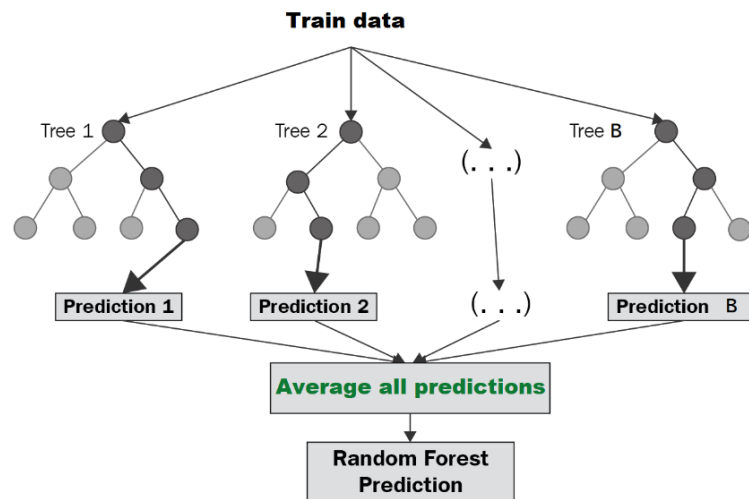 Train data
Tree 1
Tree 2
(. . .)
Tree B
Prediction 1
Prediction 2
(. . .)
Prediction B
Average all predictions
Random Forest
Prediction